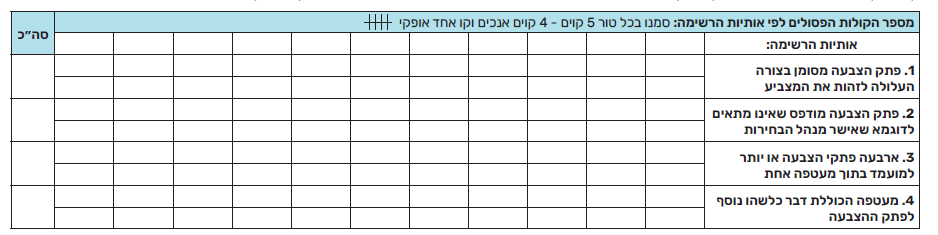 מספר הקולות הפסולים לפי אותיות הרשימה: סמנו בכל טור 5 קוים - 4 קוים אנכים וקו אחד אופקי
סה״כ
אותיות הרשימה:
1. פתק הצבעה מסומן בצורה
העלולה לזהות את המצביע
2. פתק הצבעה מודפס שאינו מתאים
לדוגמא שאישר מנהל הבחירות
3. ארבעה פתקי הצבעה או יותר
למועמד בתוך מעטפה אחת
4. מעטפה הכוללת דבר כלשהו נוסף
לפתק ההצבעה